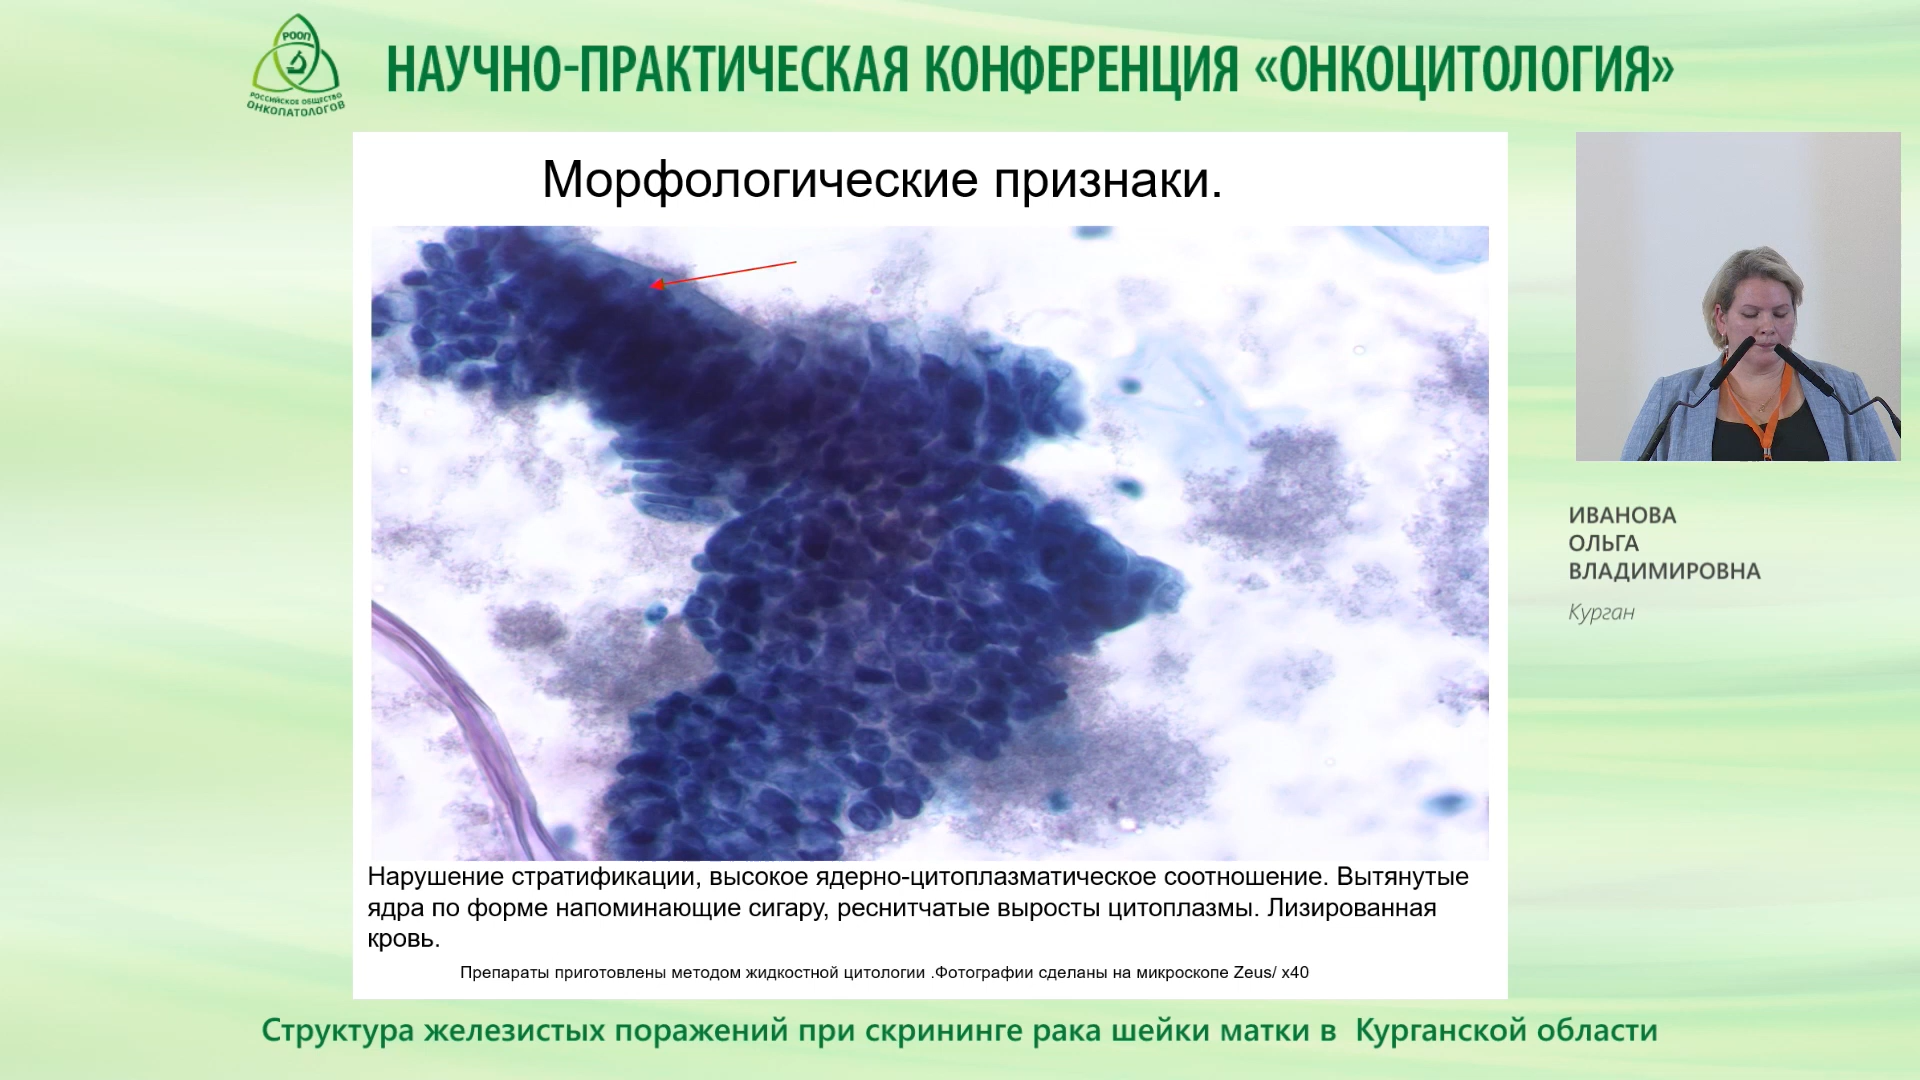 РООП
РОССИЙСКОЕ ОБЩЕСТВО
ОНКОПАТОЛОГОВ
НАУЧНО-ПРАКТИЧЕСКАЯ КОНФЕРЕНЦИЯ «ОНКОЦИТОЛОГИЯ»
Морфологические признаки.
Нарушение стратификации, высокое ядерно-цитоплазматическое соотношение. Вытянутые
ядра по форме напоминающие сигару, реснитчатые выросты цитоплазмы. Лизированная
кровь.
Препараты приготовлены методом жидкостной цитологии .Фотографии сделаны на микроскопе Zeus/ x40
ИВАНОВА
ОЛЬГА
ВЛАДИМИРОВНА
Курган
Структура железистых поражений при скрининге рака шейки матки в  Курганской области